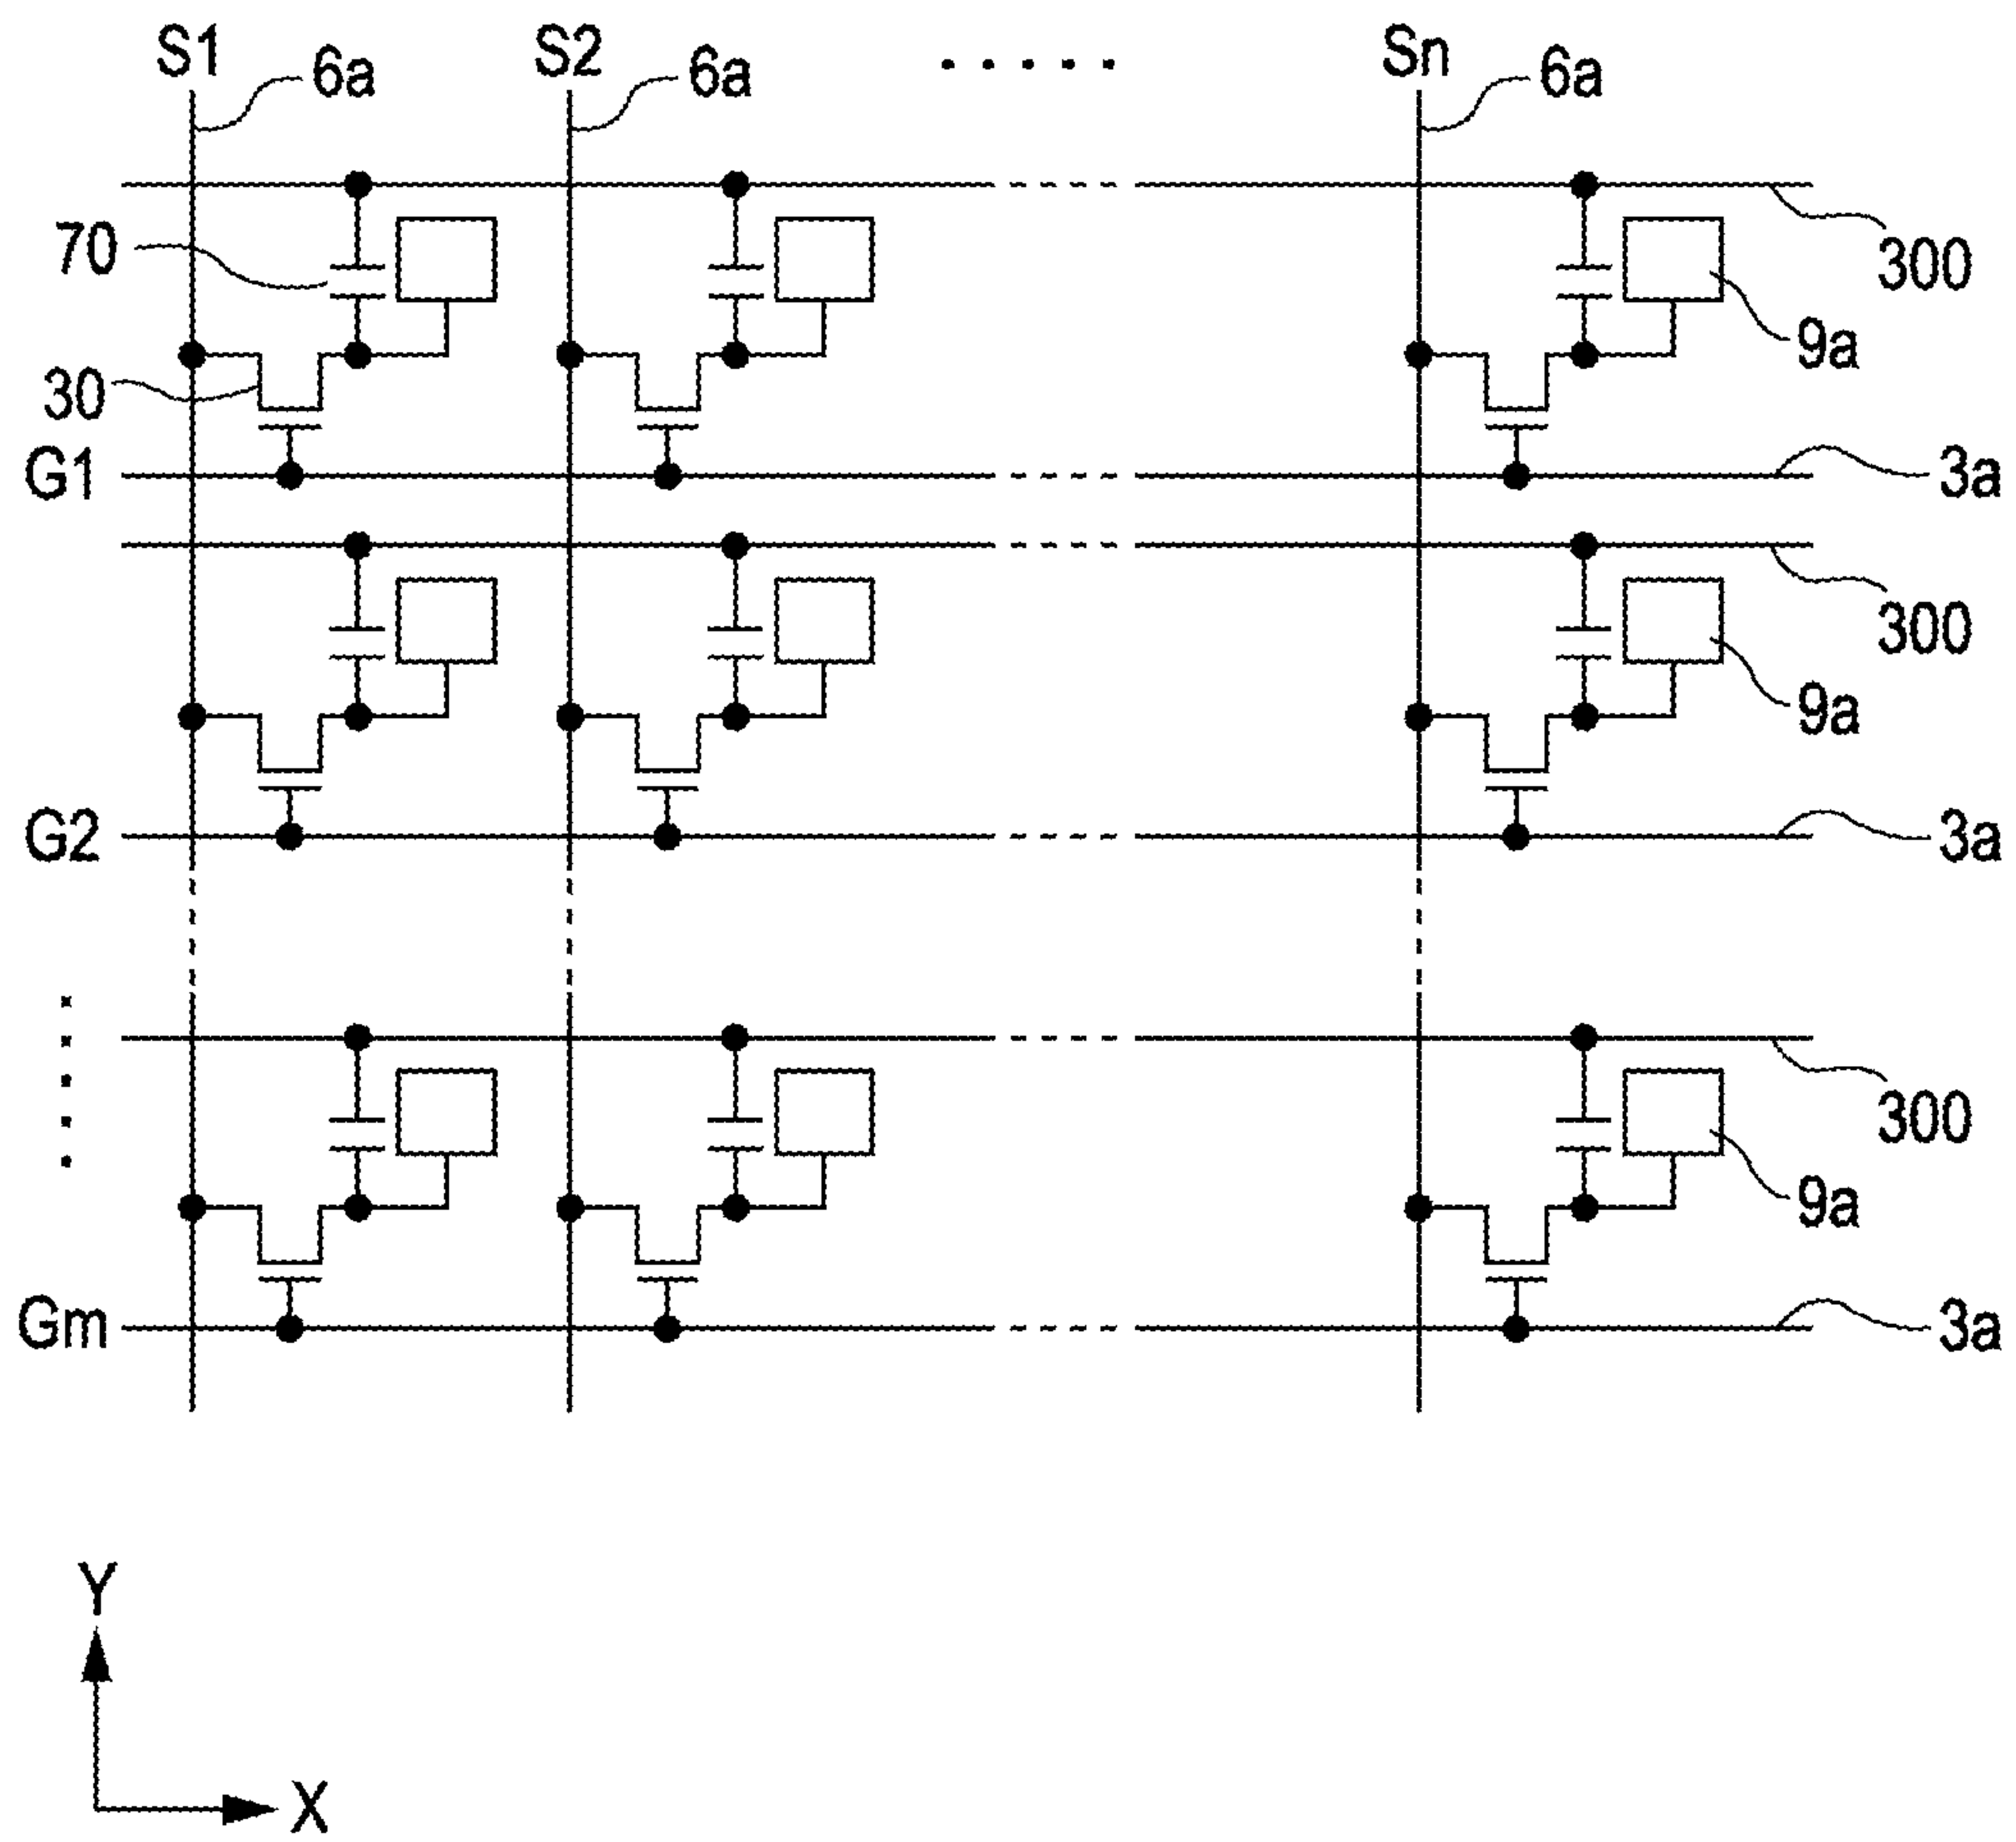 S1 6a S2 6a ..... Sn 6a
70
300
9a
30
G1 3a
300
9a
G2 3a
300
9a
Gm 3a
Y
X